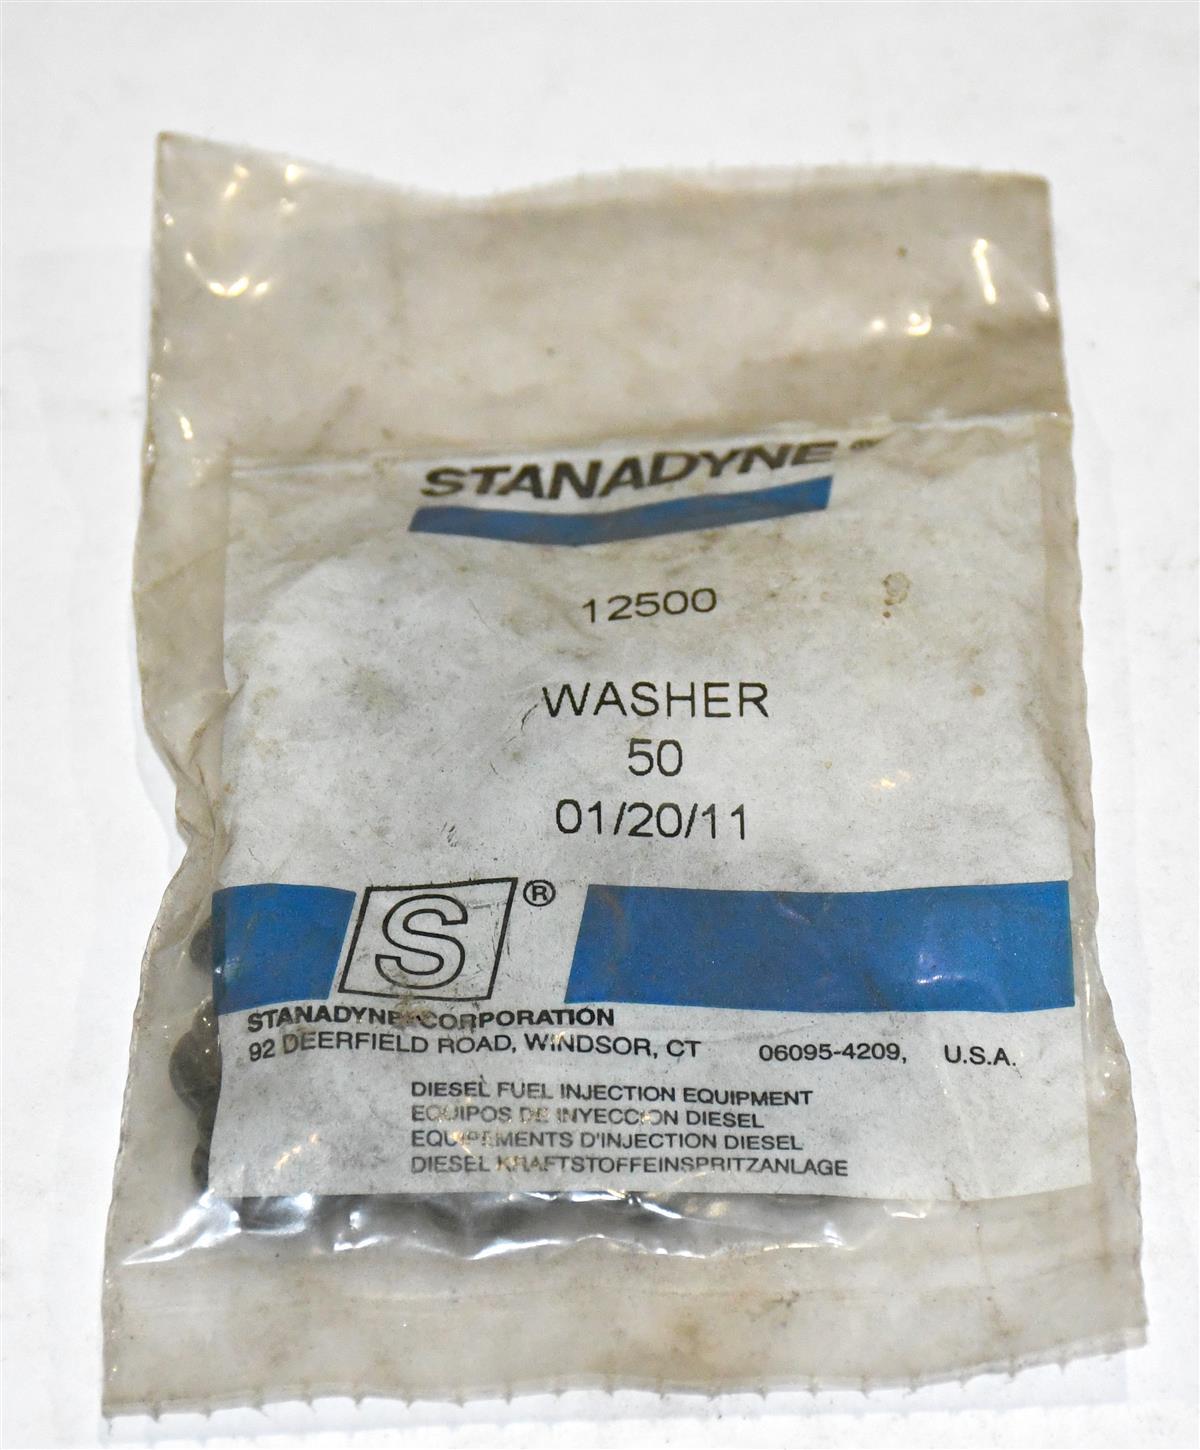 STANADYNE
12500
WASHER
50
01/20/11
S®
STANADYNE CORPORATION
92 DEERFIELD ROAD, WINDSOR, CT 06095-4209, U.S.A.
DIESEL FUEL INJECTION EQUIPMENT
EQUIPOS DE INYECCION DIESEL
EQUIPEMENTS D'INJECTION DIESEL
DIESEL KRAFTSTOFFEINSPRITZANLAGE